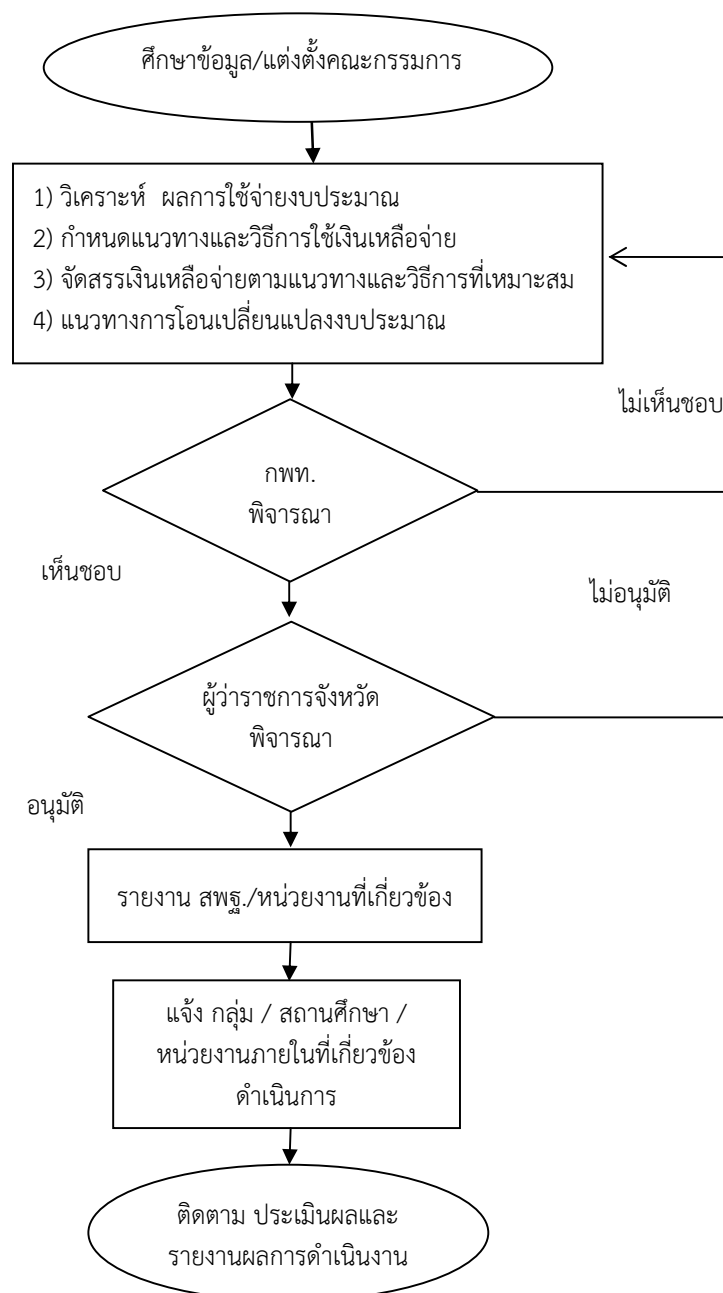 ศึกษาข้อมูล/แต่งตั้งคณะกรรมการ
1) วิเคราะห์ ผลการใช้จ่ายงบประมาณ
2) กำหนดแนวทางและวิธีการใช้เงินเหลือจ่าย
3) จัดสรรเงินเหลือจ่ายตามแนวทางและวิธีการที่เหมาะสม
4) แนวทางการโอนเปลี่ยนแปลงงบประมาณ
ไม่เห็นชอบ
กพท.
พิจารณา
เห็นชอบ
ไม่อนุมัติ
ผู้ว่าราชการจังหวัด
พิจารณา
อนุมัติ
รายงาน สพฐ./หน่วยงานที่เกี่ยวข้อง
แจ้ง กลุ่ม / สถานศึกษา /
หน่วยงานภายในที่เกี่ยวข้อง
ดำเนินการ
ติดตาม ประเมินผลและ
รายงานผลการดำเนินงาน